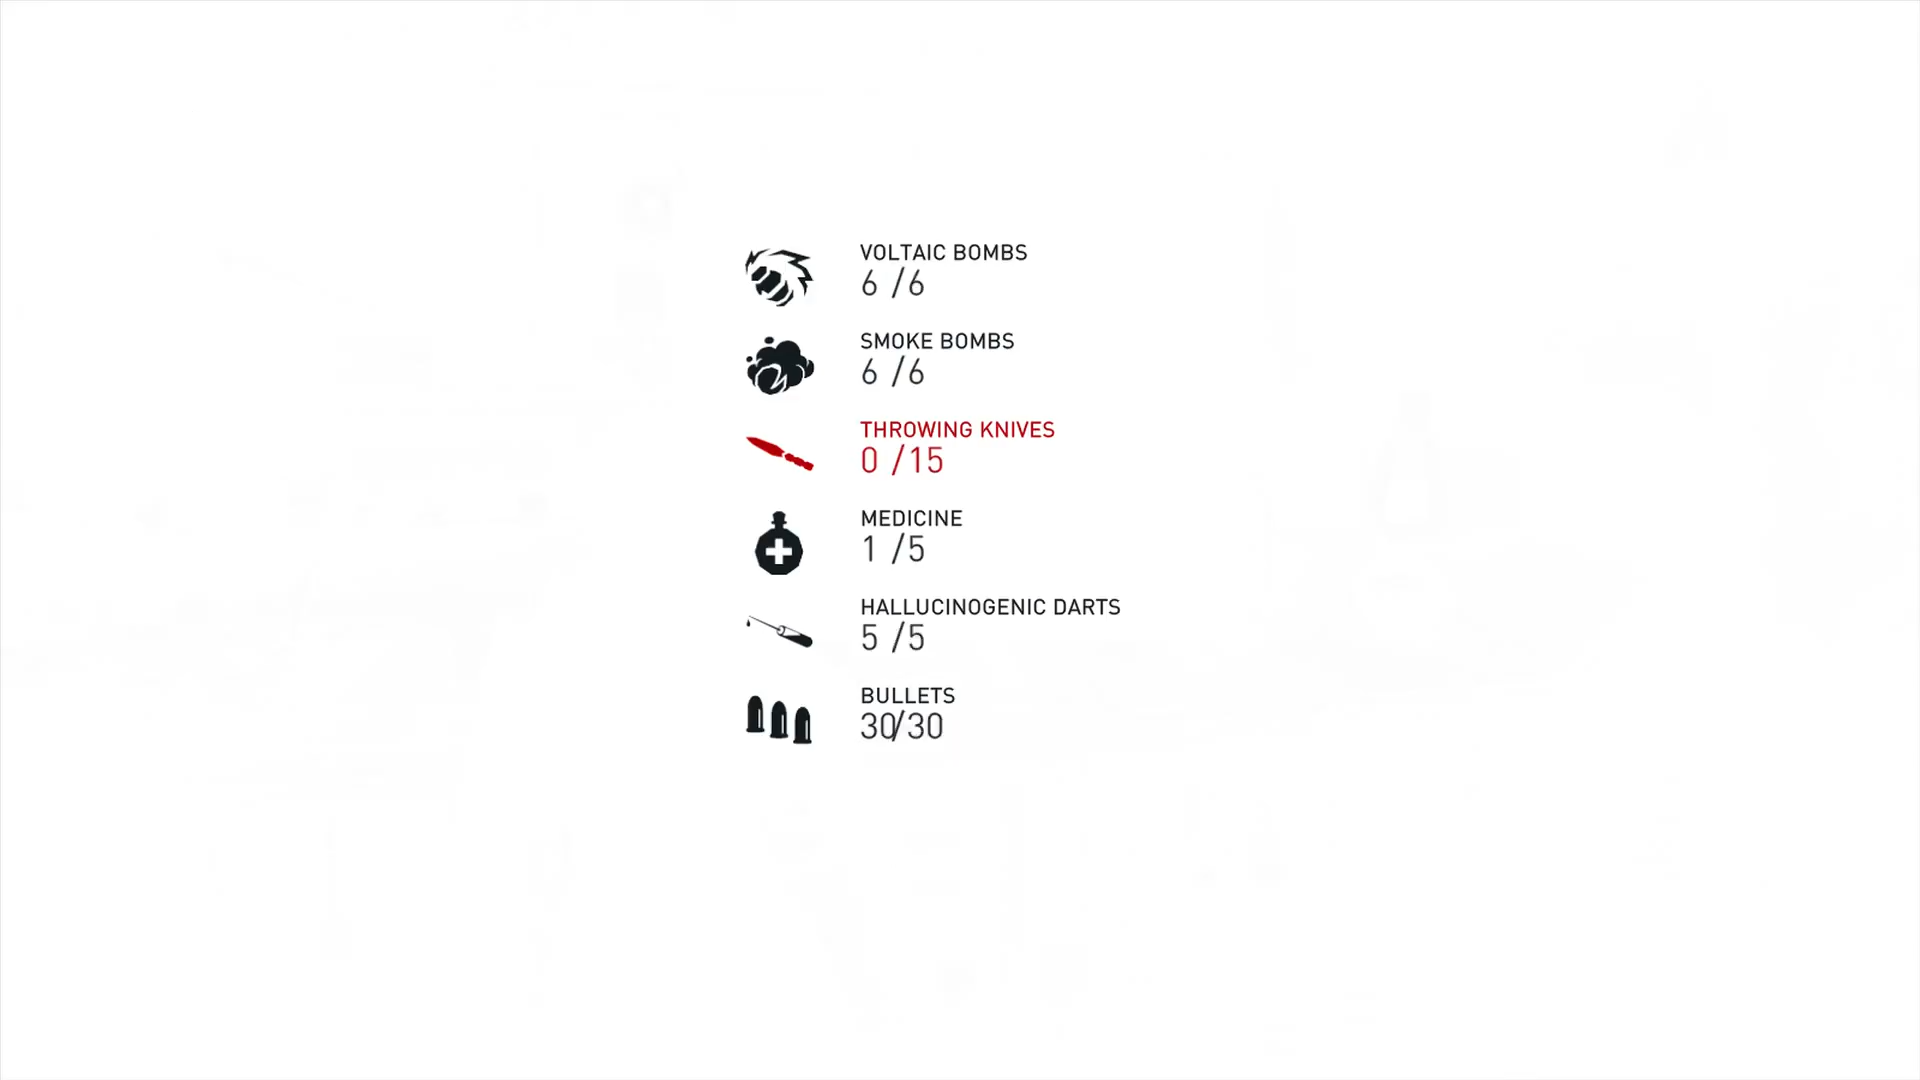 VOLTAIC BOMBS
6 /6
SMOKE BOMBS
6 /6
THROWING KNIVES
0 /15
MEDICINE
1 /5
HALLUCINOGENIC DARTS
5 /5
BULLETS
30/30